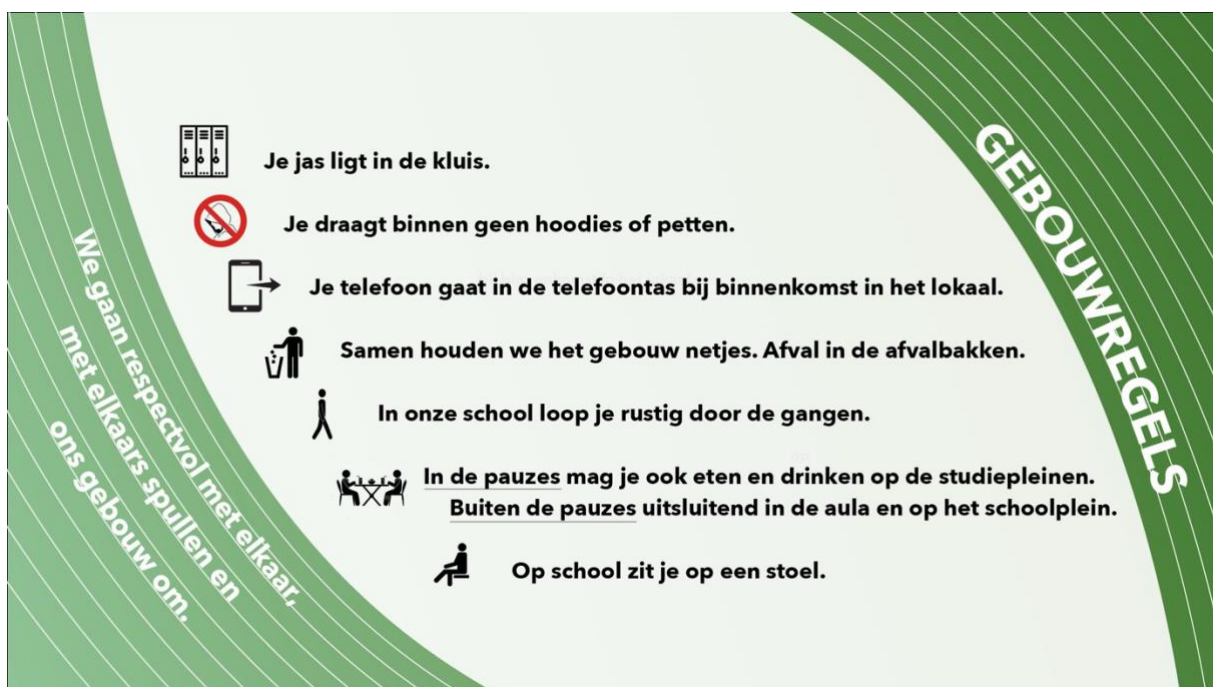 GEBOUWREGELS
Je jas ligt in de kluis.
Je draagt binnen geen hoodies of petten.
Je telefoon gaat in de telefoontas bij binnenkomst in het lokaal.
Samen houden we het gebouw netjes. Afval in de afvalbakken.
In onze school loop je rustig door de gangen.
In de pauzes mag je ook eten en drinken op de studiepleinen.
Buiten de pauzes uitsluitend in de aula en op het schoolplein.
Op school zit je op een stoel.
We gaan respectvol met elkaar,
met elkaars spullen en
ons gebouw om.